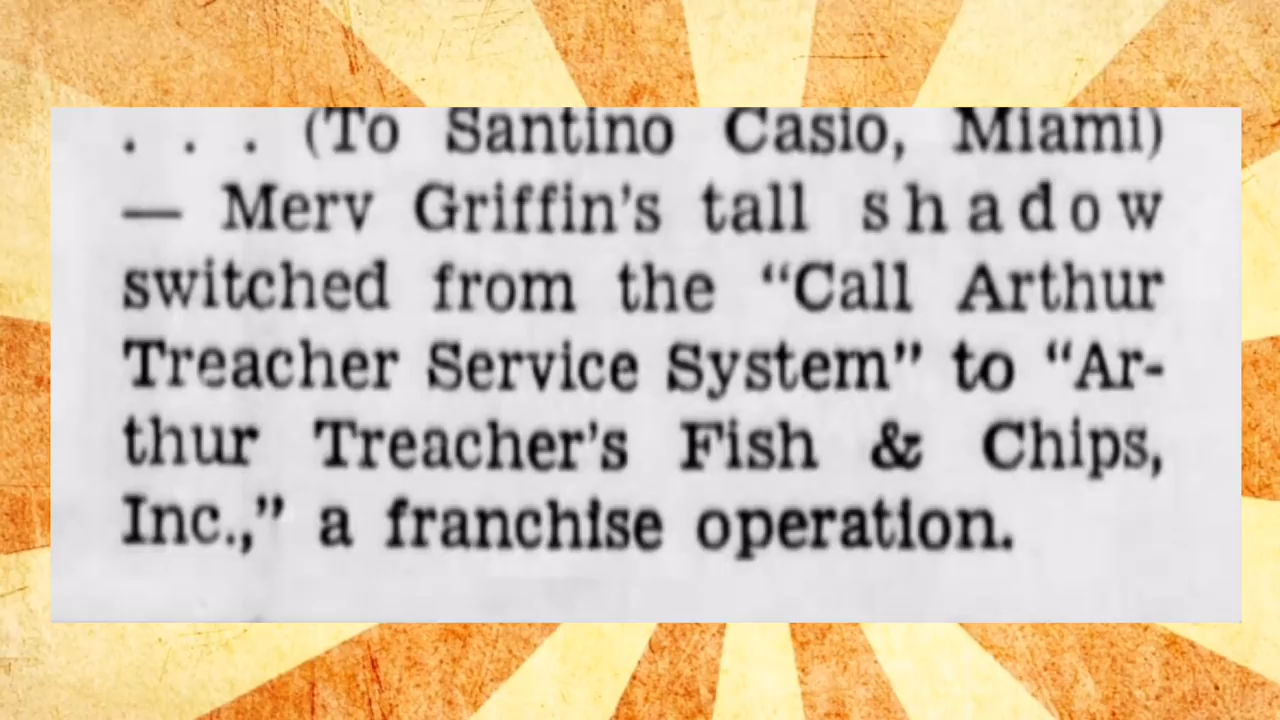 . . . (To Santino Casio, Miami)
— Merv Griffin's tall shadow
switched from the “Call Arthur
Treacher Service System” to “Ar-
thur Treacher's Fish & Chips,
Inc.,” a franchise operation.